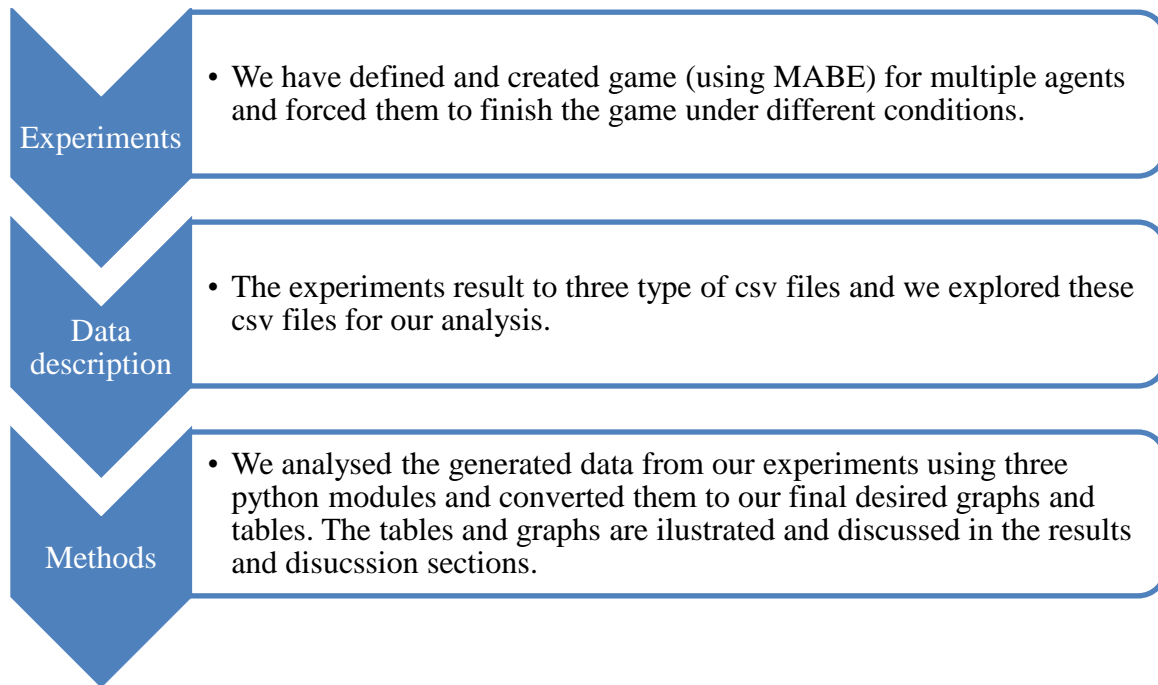 Experiments
• We have defined and created game (using MABE) for multiple agents
and forced them to finish the game under different conditions.
Data
description
• The experiments result to three type of csv files and we explored these
csv files for our analysis.
Methods
• We analysed the generated data from our experiments using three
python modules and converted them to our final desired graphs and
tables. The tables and graphs are ilustrated and discussed in the results
and disucssion sections.